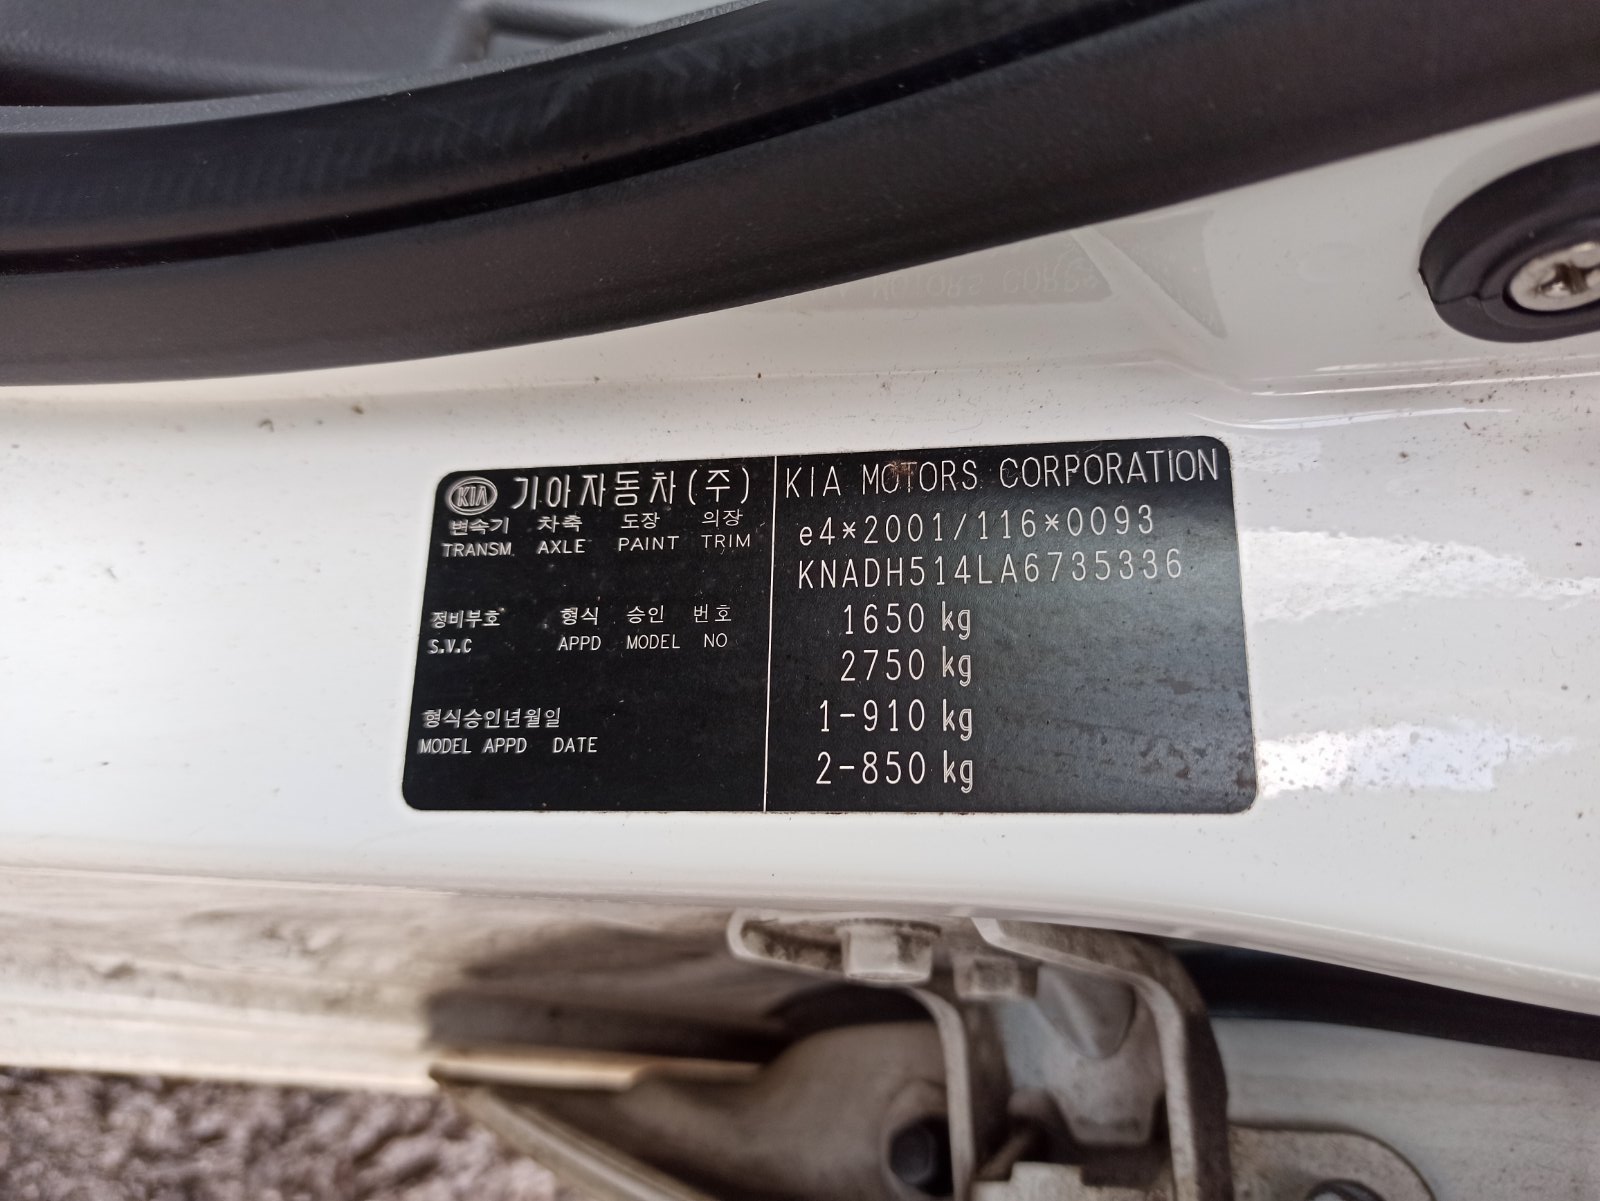 KIA 기아자동차(주)
변속기 차축 도장 의장
TRANSM. AXLE PAINT TRIM
정비부호 형식 승인 번호
S.V.C APPD MODEL NO
형식승인년월일
MODEL APPD DATE
KIA MOTORS CORPORATION
e4*2001/116*0093
KNADH514LA6735336
1650 kg
2750 kg
1-910 kg
2-850 kg